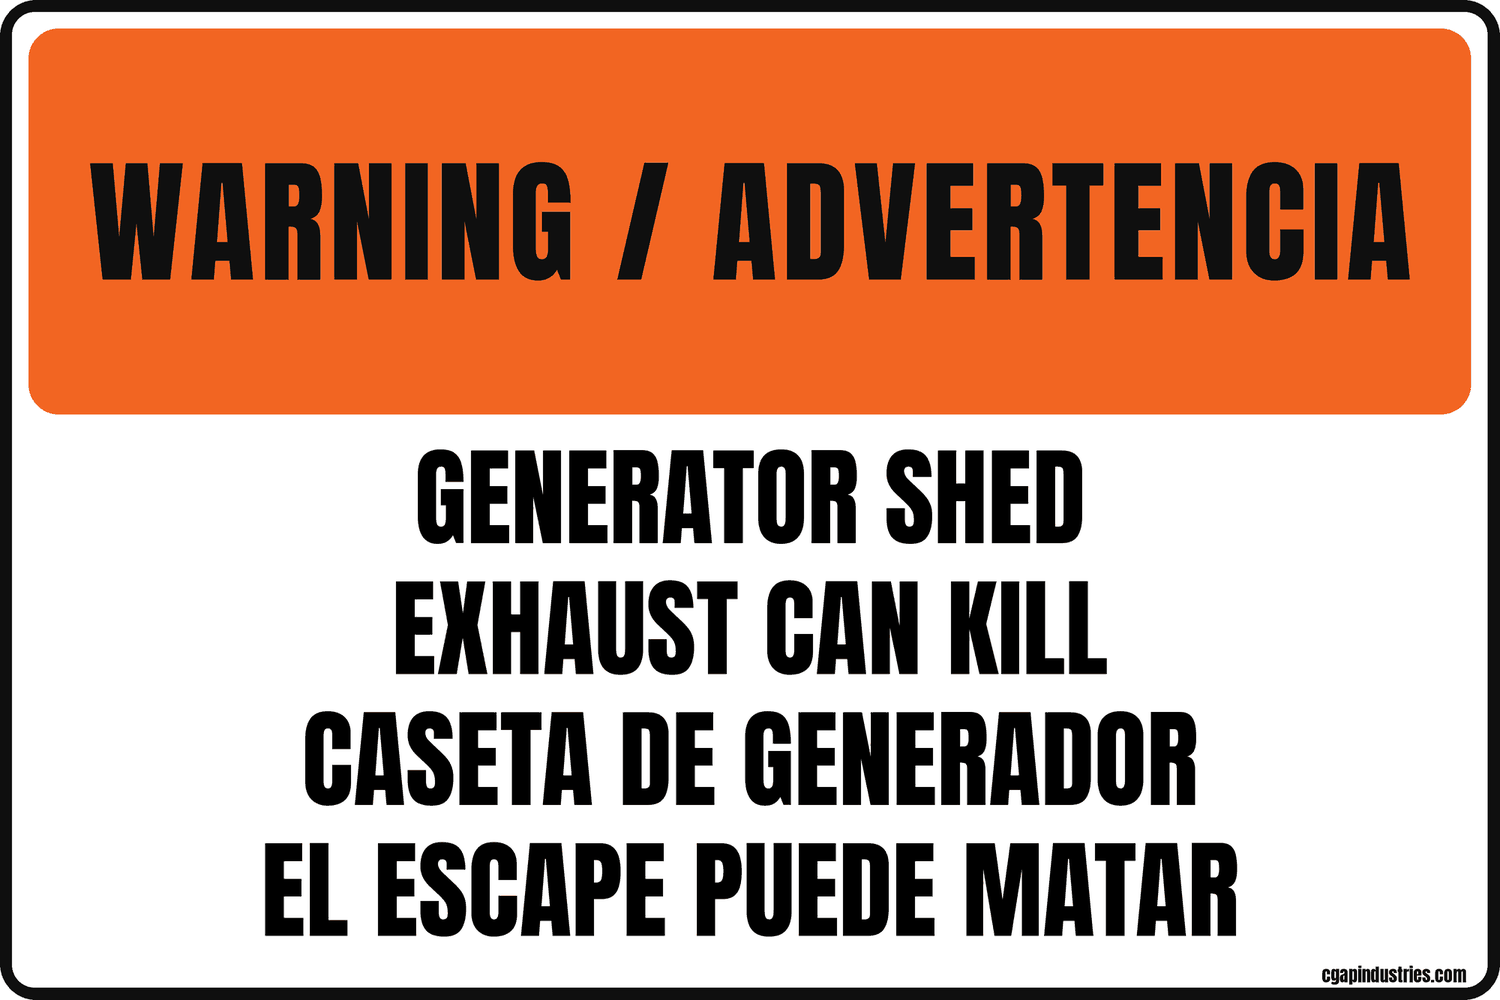 WARNING / ADVERTENCIA
GENERATOR SHED
EXHAUST CAN KILL
CASETA DE GENERADOR
EL ESCAPE PUEDE MATAR
cgapindustries.com